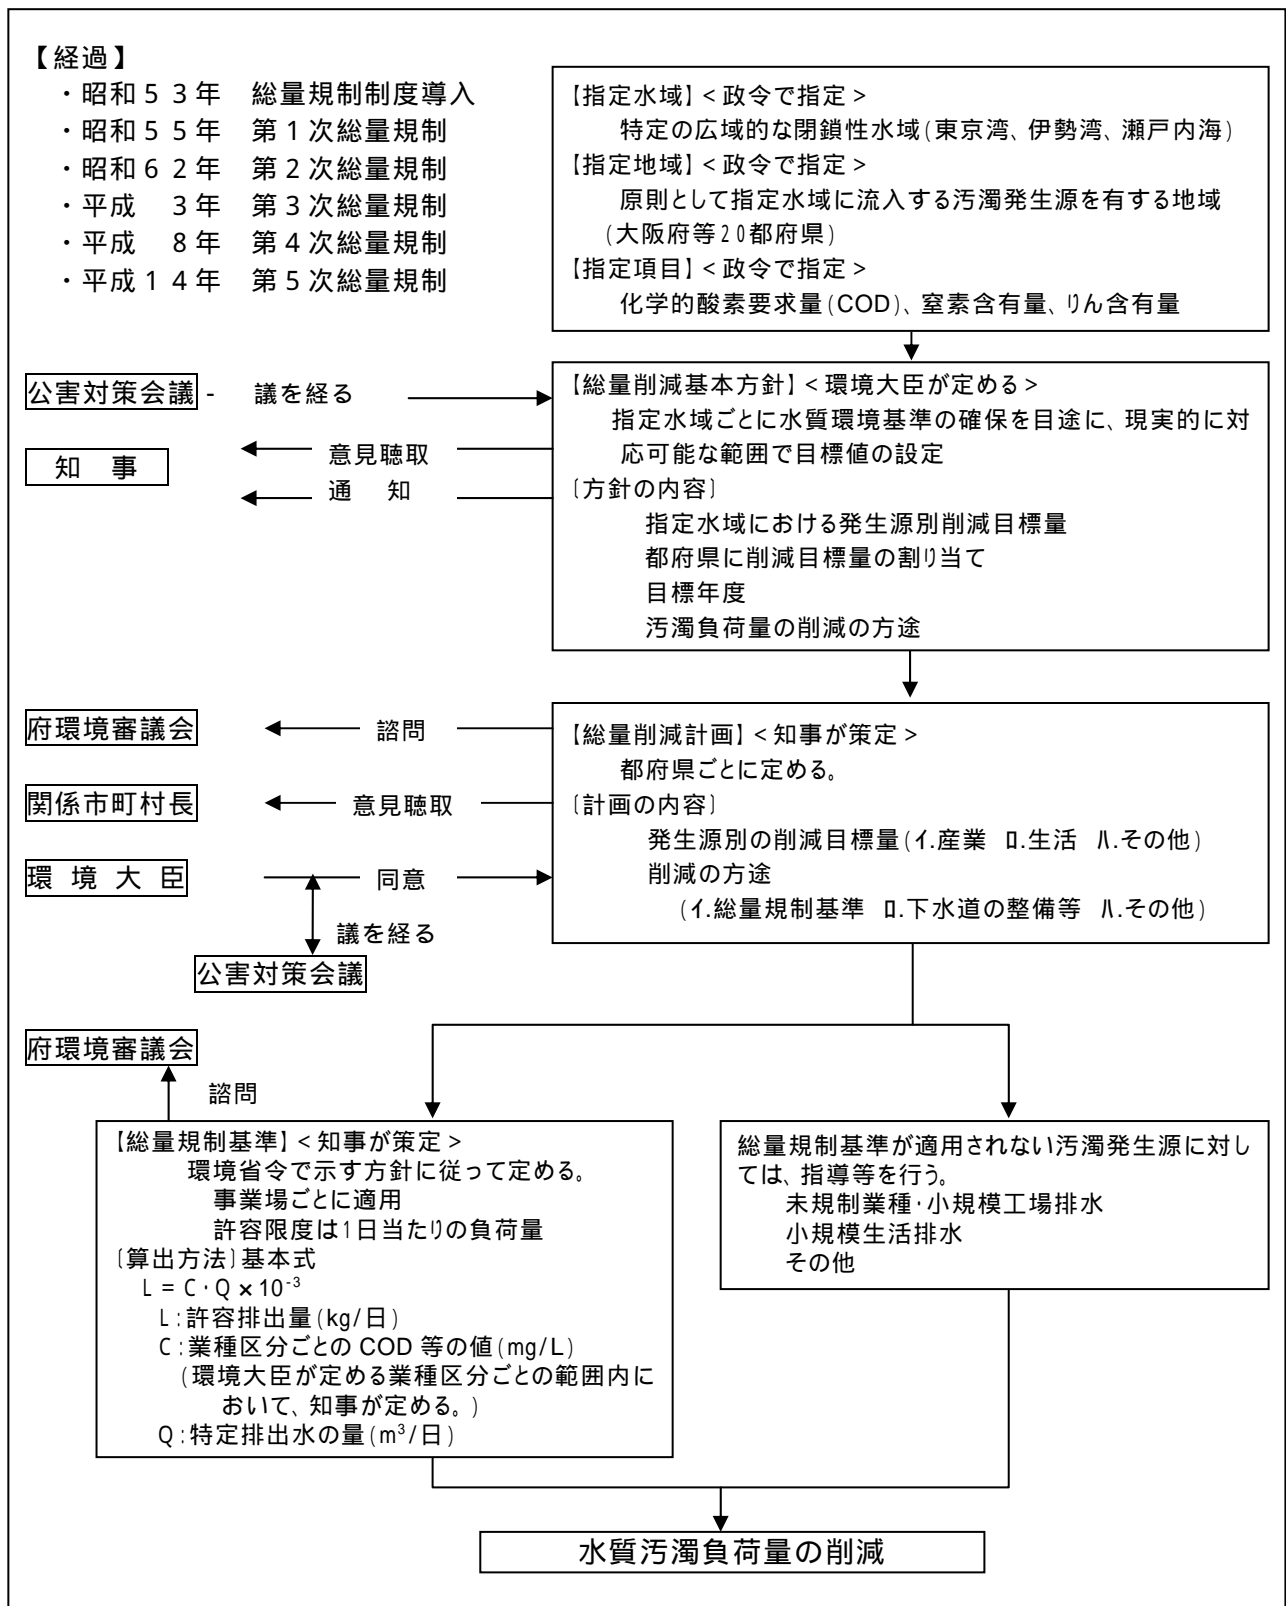 【経過】
・昭和53年　総量規制制度導入
・昭和55年　第1次総量規制
・昭和62年　第2次総量規制
・平成　3年　第3次総量規制
・平成　8年　第4次総量規制
・平成14年　第5次総量規制
【指定水域】＜政令で指定＞
特定の広域的な閉鎖性水域(東京湾、伊勢湾、瀬戸内海)
【指定地域】＜政令で指定＞
原則として指定水域に流入する汚濁発生源を有する地域
(大阪府等20都府県)
【指定項目】＜政令で指定＞
化学的酸素要求量(COD)、窒素含有量、りん含有量
公害対策会議 -　議を経る
知　事
意見聴取
通　知
【総量削減基本方針】＜環境大臣が定める＞
指定水域ごとに水質環境基準の確保を目途に、現実的に対
応可能な範囲で目標値の設定
〔方針の内容〕
指定水域における発生源別削減目標量
都府県に削減目標量の割り当て
目標年度
汚濁負荷量の削減の方途
府環境審議会　諮問
関係市町村長　意見聴取
環 境 大 臣　同意
議を経る
公害対策会議
【総量削減計画】＜知事が策定＞
都府県ごとに定める。
〔計画の内容〕
発生源別の削減目標量(イ.産業　ロ.生活　ハ.その他)
削減の方途
(イ.総量規制基準　ロ.下水道の整備等　ハ.その他)
府環境審議会
諮問
【総量規制基準】＜知事が策定＞
環境省令で示す方針に従って定める。
事業場ごとに適用
許容限度は1日当たりの負荷量
〔算出方法〕基本式
L = C・Q × 10⁻³
L:許容排出量(kg/日)
C:業種区分ごとの COD 等の値(mg/L)
(環境大臣が定める業種区分ごとの範囲内に
おいて、知事が定める。)
Q:特定排出水の量(m³/日)
総量規制基準が適用されない汚濁発生源に対し
ては、指導等を行う。
未規制業種・小規模工場排水
小規模生活排水
その他
水質汚濁負荷量の削減